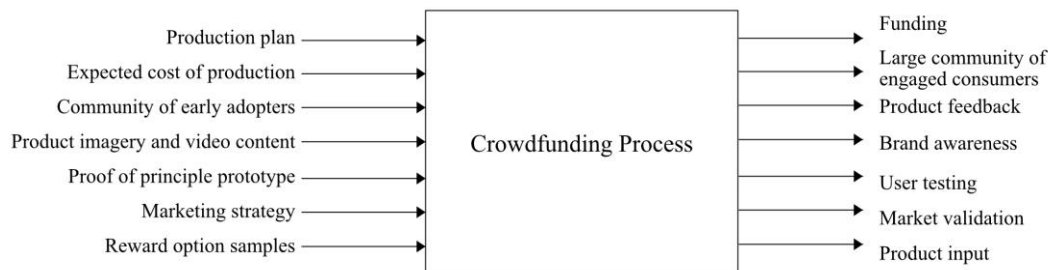 Production plan
Expected cost of production
Community of early adopters
Product imagery and video content
Proof of principle prototype
Marketing strategy
Reward option samples
Crowdfunding Process
Funding
Large community of
engaged consumers
Product feedback
Brand awareness
User testing
Market validation
Product input